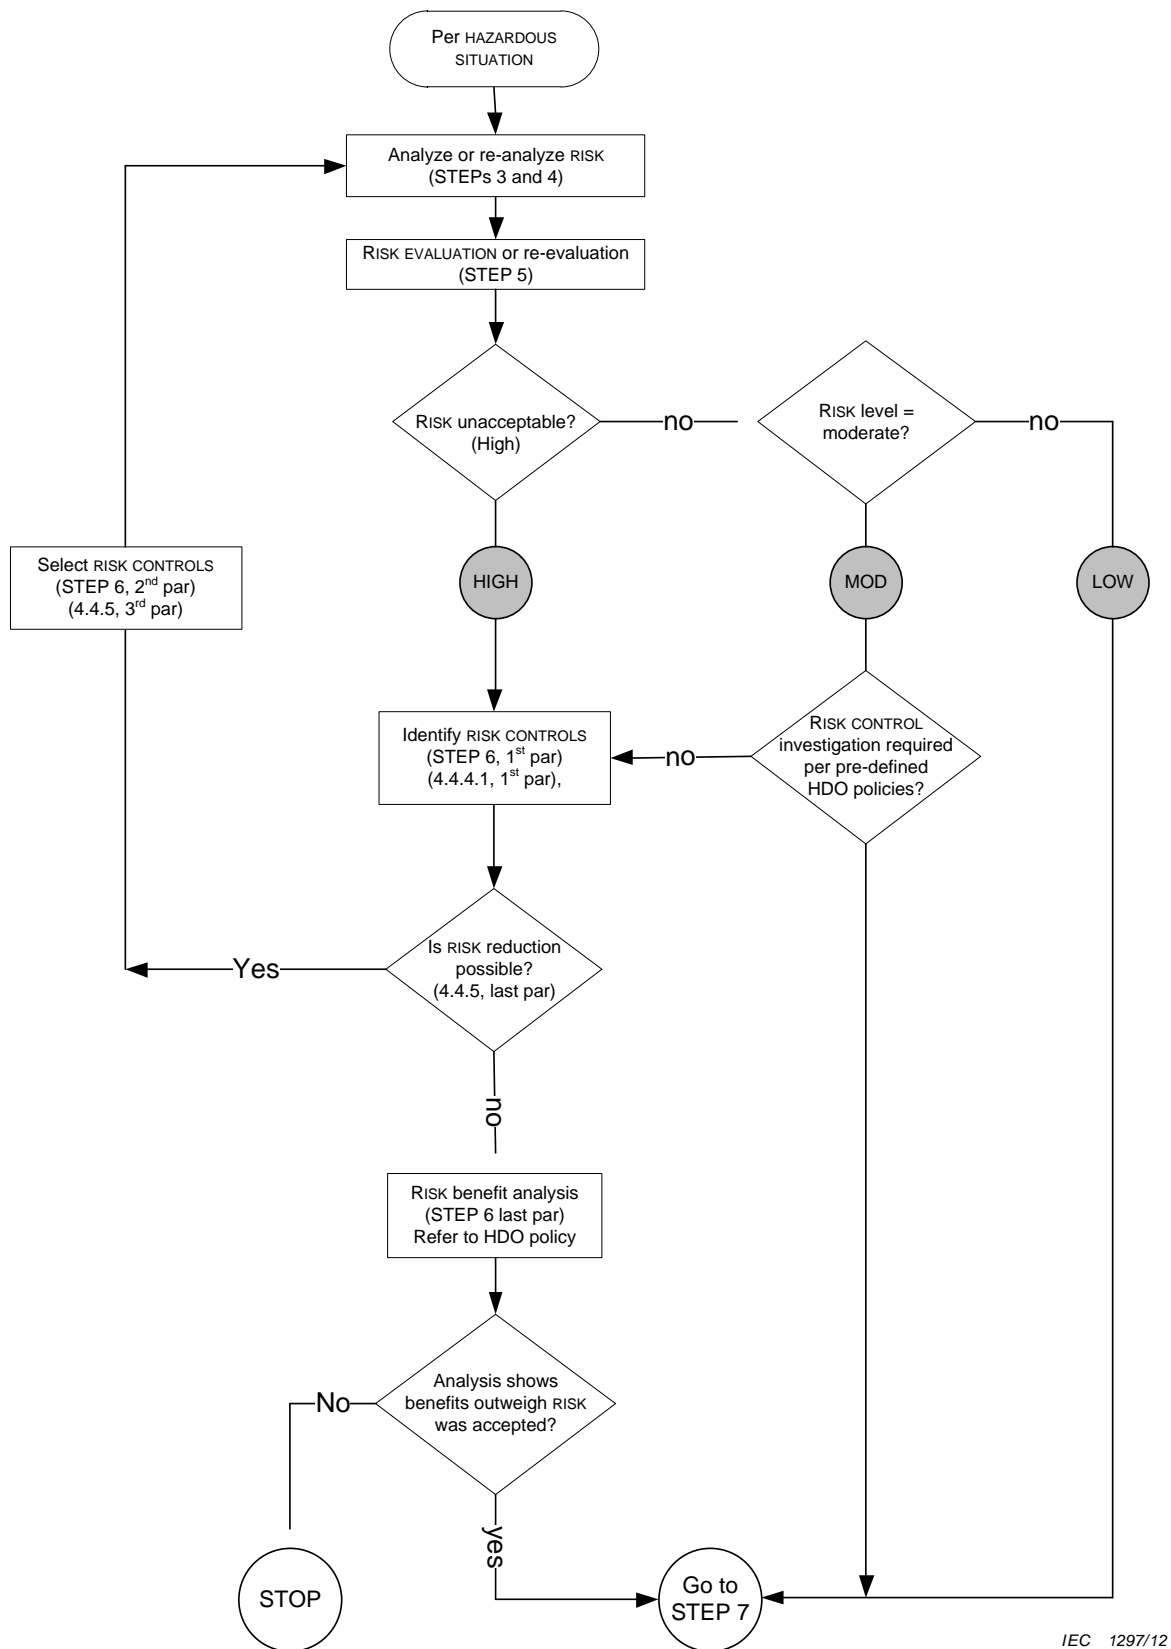 Per HAZARDOUS
SITUATION
Analyze or re-analyze RISK
(STEPs 3 and 4)
RISK EVALUATION or re-evaluation
(STEP 5)
RISK unacceptable?
(High)
no
RISK level =
moderate?
no
Select RISK CONTROLS
(STEP 6, 2nd par)
(4.4.5, 3rd par)
HIGH
MOD
LOW
Identify RISK CONTROLS
(STEP 6, 1st par)
(4.4.4.1, 1st par),
no
RISK CONTROL
investigation required
per pre-defined
HDO policies?
Yes
Is RISK reduction
possible?
(4.4.5, last par)
no
RISK benefit analysis
(STEP 6 last par)
Refer to HDO policy
No
Analysis shows
benefits outweigh RISK
was accepted?
yes
STOP
Go to
STEP 7
IEC 1297/12